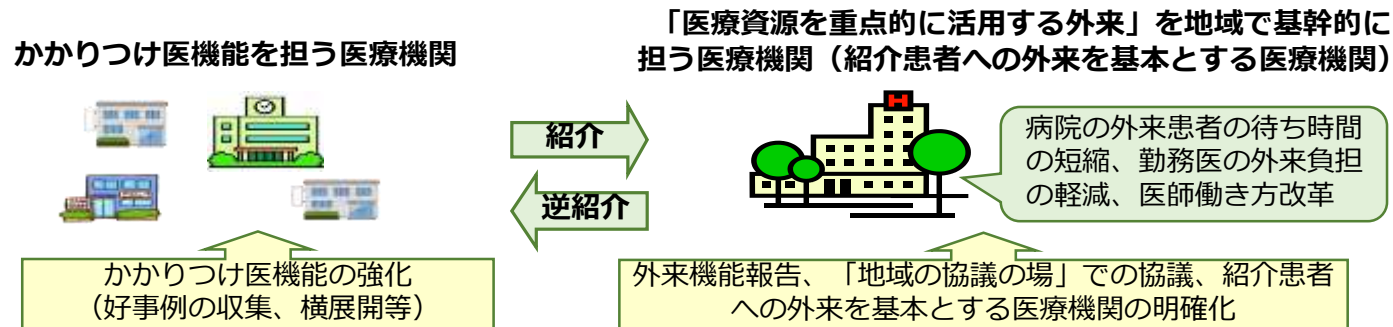 かかりつけ医機能を担う医療機関
「医療資源を重点的に活用する外来」を地域で基幹的に
担う医療機関（紹介患者への外来を基本とする医療機関）
紹介
逆紹介
H
病院の外来患者の待ち時間
の短縮、勤務医の外来負担
の軽減、医師働き方改革
かかりつけ医機能の強化
（好事例の収集、横展開等）
外来機能報告、「地域の協議の場」での協議、紹介患者
への外来を基本とする医療機関の明確化